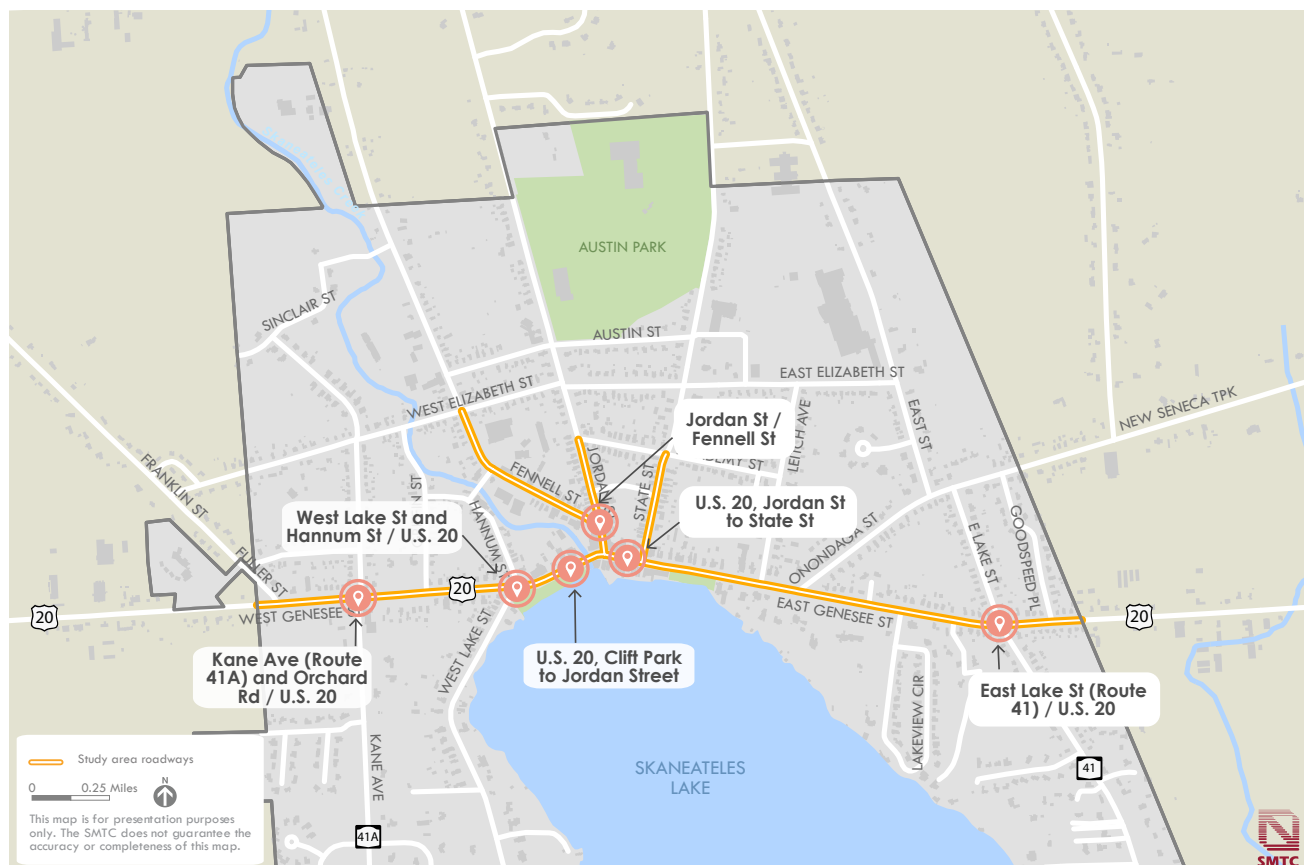 AUSTIN PARK
SINCLAIR ST
AUSTIN ST
EAST ELIZABETH ST
WEST ELIZABETH ST
NEW SENECA TPK
EAST ST
LEITCH AVE
Jordan St /
Fennell St
FRANKLIN ST
FENNELL ST
JORDAN ST
STATE ST
HANNUM ST
West Lake St and
Hannum St / U.S. 20
U.S. 20, Jordan St
to State St
ONONDAGA ST
E LAKE ST
GOODSPEED PL
FULLER ST
20
WEST GENESEE ST
20
EAST GENESEE ST
20
WEST LAKE ST
Kane Ave (Route
41A) and Orchard
Rd / U.S. 20
U.S. 20, Clift Park
to Jordan Street
East Lake St (Route
41) / U.S. 20
LAKEVIEW CIR
KANE AVE
SKANEATELES
LAKE
41
41A
Study area roadways
0 0.25 Miles
N
This map is for presentation purposes
only. The SMTC does not guarantee the
accuracy or completeness of this map.
SMTC